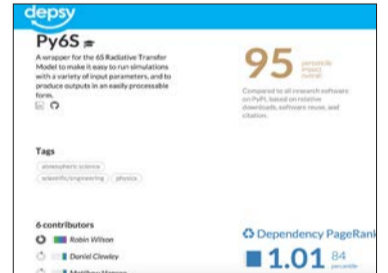 depsy
Py6S
A wrapper for the 6S Radiative Transfer
Model to make it easy to run simulations
with a variety of input parameters, and to
produce outputs in an easily processable
form.
95 percentile
impact
overall
Compared to all research software
on PyPI, based on relative
downloads, software reuse, and
citation.
Tags
atmospheric science
scientific/engineering
physics
6 contributors
Robin Wilson
Daniel Clewley
Matthew Hanson
Dependency PageRank
1.01 84
percentile